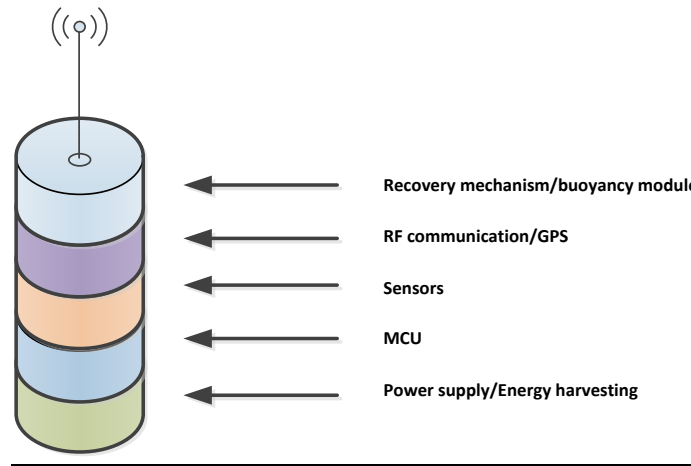 Recovery mechanism/buoyancy module
RF communication/GPS
Sensors
MCU
Power supply/Energy harvesting